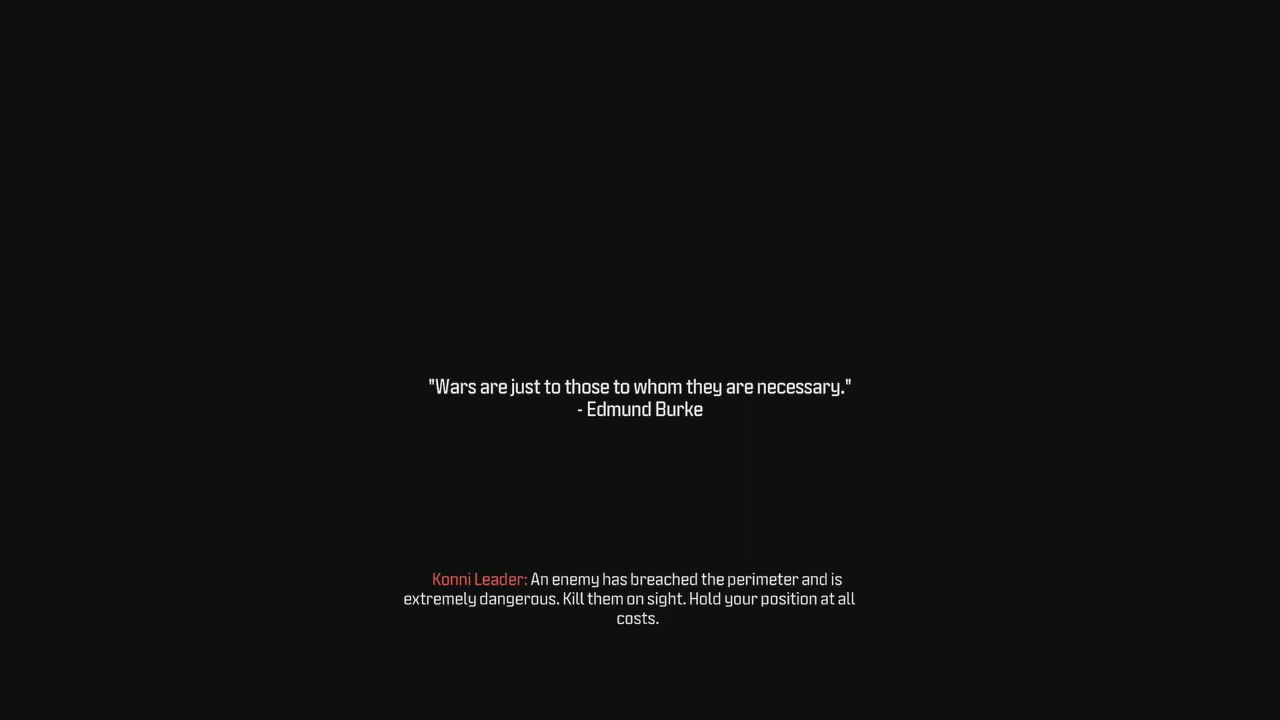 "Wars are just to those to whom they are necessary."
- Edmund Burke
Konni Leader: An enemy has breached the perimeter and is
extremely dangerous. Kill them on sight. Hold your position at all
costs.